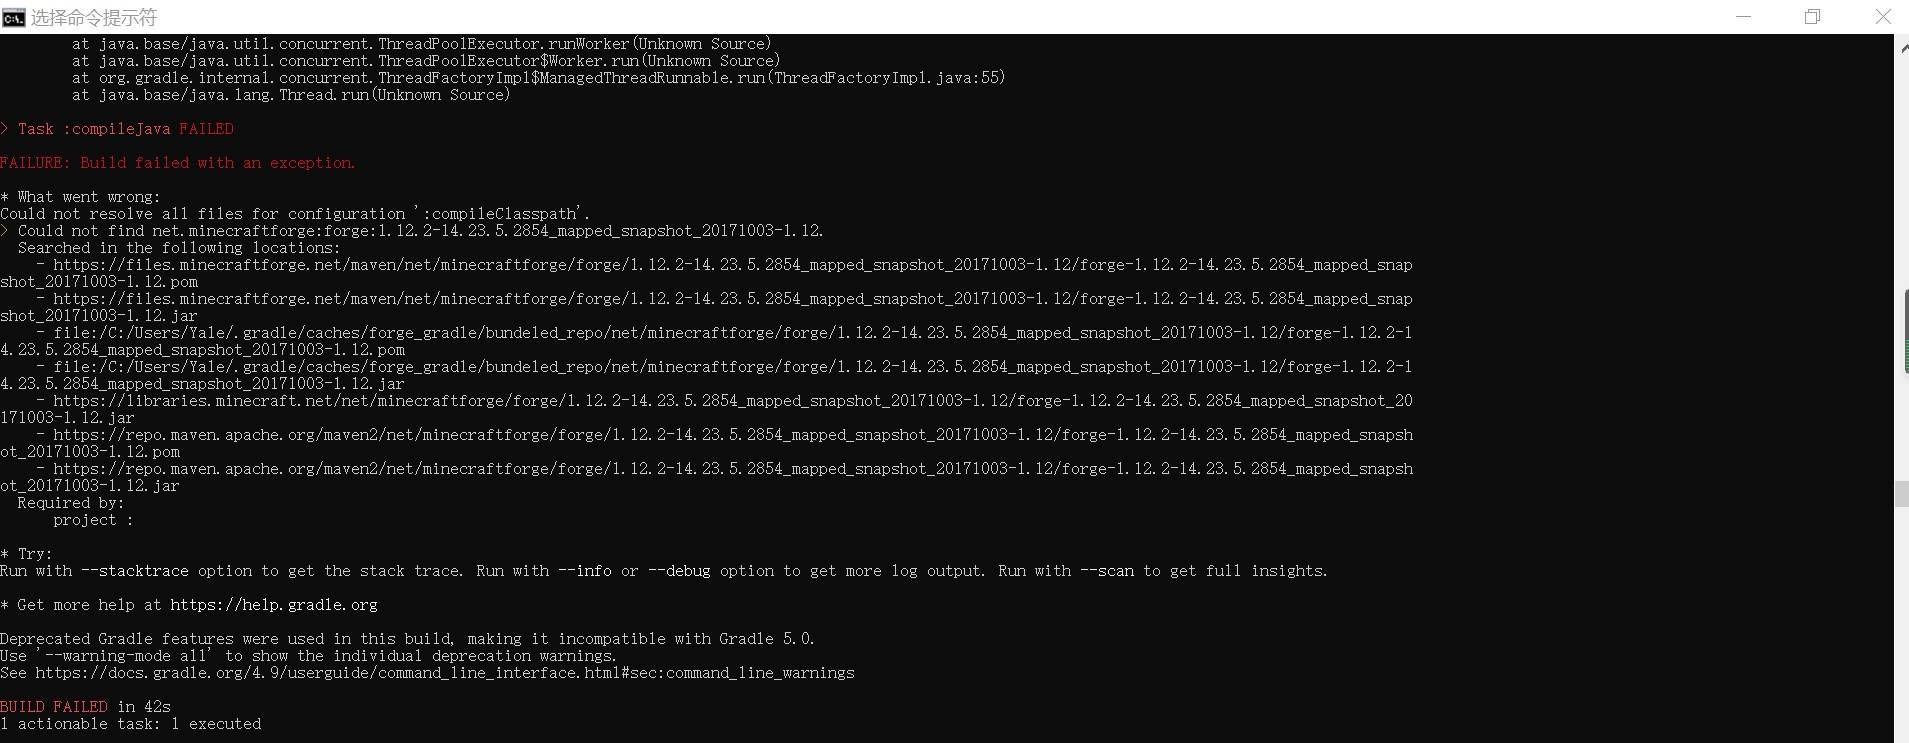 选择命令提示符
at java.base/java.util.concurrent.ThreadPoolExecutor.runWorker(Unknown Source)
at java.base/java.util.concurrent.ThreadPoolExecutor$Worker.run(Unknown Source)
at org.gradle.internal.concurrent.ThreadFactoryImpl$ManagedThreadRunnable.run(ThreadFactoryImpl.java:55)
at java.base/java.lang.Thread.run(Unknown Source)
> Task :compileJava FAILED
FAILURE: Build failed with an exception.
* What went wrong:
Could not resolve all files for configuration ':compileClasspath'.
> Could not find net.minecraftforge:forge:1.12.2-14.23.5.2854_mapped_snapshot_20171003-1.12.
Searched in the following locations:
- https://files.minecraftforge.net/maven/net/minecraftforge/forge/1.12.2-14.23.5.2854_mapped_snapshot_20171003-1.12/forge-1.12.2-14.23.5.2854_mapped_snap
shot_20171003-1.12.pom
- https://files.minecraftforge.net/maven/net/minecraftforge/forge/1.12.2-14.23.5.2854_mapped_snapshot_20171003-1.12/forge-1.12.2-14.23.5.2854_mapped_snap
shot_20171003-1.12.jar
- file:/C:/Users/Yale/.gradle/caches/forge_gradle/bundeled_repo/net/minecraftforge/forge/1.12.2-14.23.5.2854_mapped_snapshot_20171003-1.12/forge-1.12.2-1
4.23.5.2854_mapped_snapshot_20171003-1.12.pom
- file:/C:/Users/Yale/.gradle/caches/forge_gradle/bundeled_repo/net/minecraftforge/forge/1.12.2-14.23.5.2854_mapped_snapshot_20171003-1.12/forge-1.12.2-1
4.23.5.2854_mapped_snapshot_20171003-1.12.jar
- https://libraries.minecraft.net/net/minecraftforge/forge/1.12.2-14.23.5.2854_mapped_snapshot_20171003-1.12/forge-1.12.2-14.23.5.2854_mapped_snapshot_20
171003-1.12.jar
- https://repo.maven.apache.org/maven2/net/minecraftforge/forge/1.12.2-14.23.5.2854_mapped_snapshot_20171003-1.12/forge-1.12.2-14.23.5.2854_mapped_snapsh
ot_20171003-1.12.pom
- https://repo.maven.apache.org/maven2/net/minecraftforge/forge/1.12.2-14.23.5.2854_mapped_snapshot_20171003-1.12/forge-1.12.2-14.23.5.2854_mapped_snapsh
ot_20171003-1.12.jar
Required by:
project :
* Try:
Run with --stacktrace option to get the stack trace. Run with --info or --debug option to get more log output. Run with --scan to get full insights.
* Get more help at https://help.gradle.org
Deprecated Gradle features were used in this build, making it incompatible with Gradle 5.0.
Use '--warning-mode all' to show the individual deprecation warnings.
See https://docs.gradle.org/4.9/userguide/command_line_interface.html#sec:command_line_warnings
BUILD FAILED in 42s
1 actionable task: 1 executed